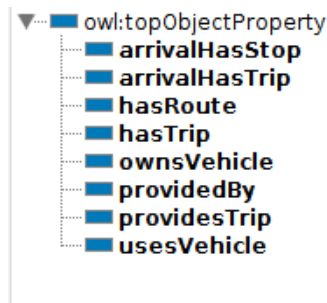 owl:topObjectProperty
arrivalHasStop
arrivalHasTrip
hasRoute
hasTrip
ownsVehicle
providedBy
providesTrip
usesVehicle